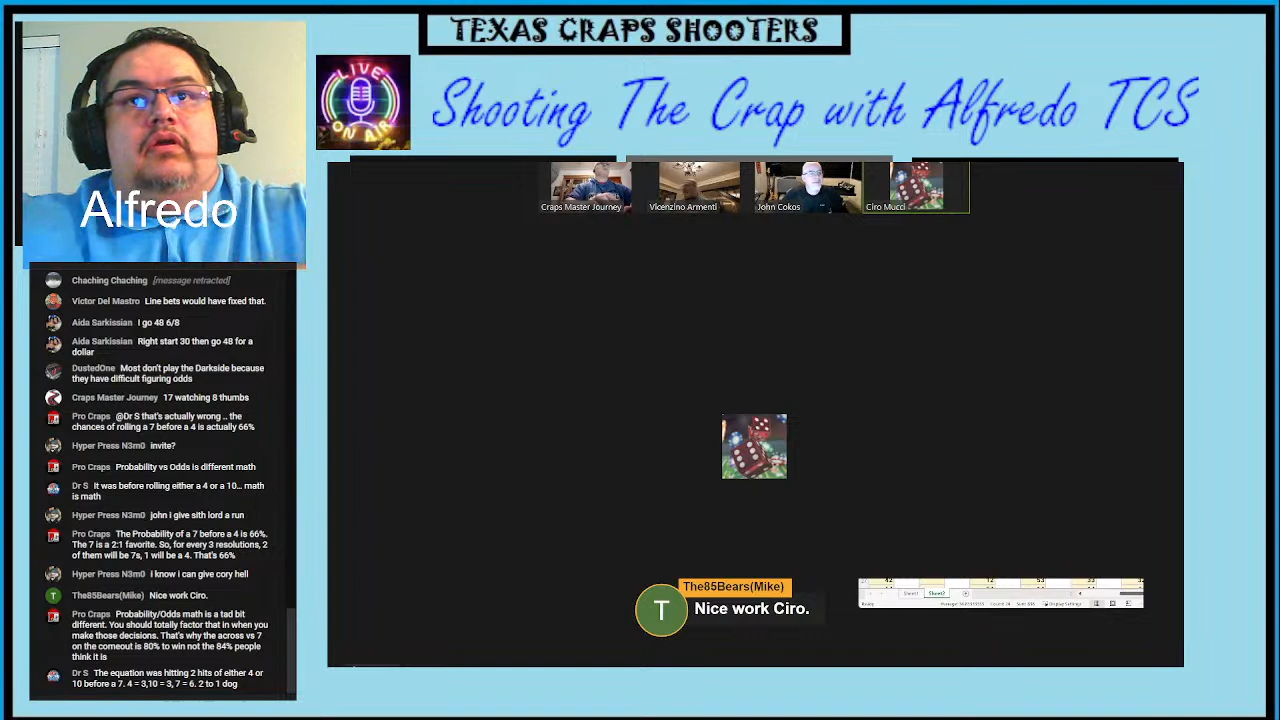 TEXAS CRAPS SHOOTERS
LIVE
ON AIR
Shooting The Crap with Alfredo TCS
Alfredo
Craps Master Journey
Vicenzino Armenti
John Cokos
Ciro Mucci
Chaching Chaching [message retracted]
Victor Del Mastro Line bets would have fixed that.
Aida Sarkissian I go 48 6/8
Aida Sarkissian Right start 30 then go 48 for a
dollar
DustedOne Most don't play the Darkside because
they have difficult figuring odds
Craps Master Journey 17 watching 8 thumbs
Pro Craps @Dr S that's actually wrong .. the
chances of rolling a 7 before a 4 is actually 66%
Hyper Press N3m0 invite?
Pro Craps Probability vs Odds is different math
Dr S It was before rolling either a 4 or a 10... math
is math
Hyper Press N3m0 john i give sith lord a run
Pro Craps The Probability of a 7 before a 4 is 66%.
The 7 is a 2:1 favorite. So, for every 3 resolutions, 2
of them will be 7s, 1 will be a 4. That's 66%
Hyper Press N3m0 i know i can give cory hell
T The85Bears(Mike) Nice work Ciro.
Pro Craps Probability/Odds math is a tad bit
different. You should totally factor that in when you
make those decisions. That's why the across vs 7
on the comeout is 80% to win not the 84% people
think it is
Dr S The equation was hitting 2 hits of either 4 or
10 before a 7. 4 = 3,10 = 3, 7 = 6. 2 to 1 dog
The85Bears(Mike)
T
Nice work Ciro.
42 12 53 33
Sheet1 Sheet2
Ready
Display Settings